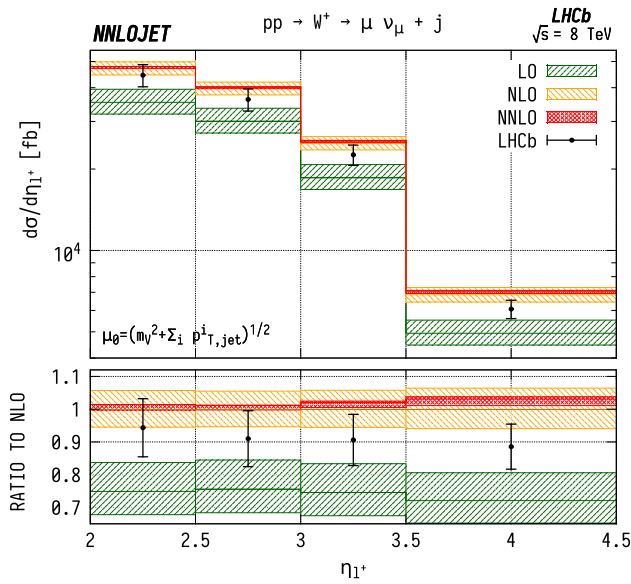 NNLOJET
pp → W⁺ → μ ν_μ + j
LHCb
√s = 8 TeV
LO
NLO
NNLO
LHCb
dσ/dη_l⁺ [fb]
10⁴
μ₀=(m_V²+Σ_i pⁱ_T,jet)^1/2
RATIO TO NLO
1.1
1
0.9
0.8
0.7
2 2.5 3 3.5 4 4.5
η_l⁺